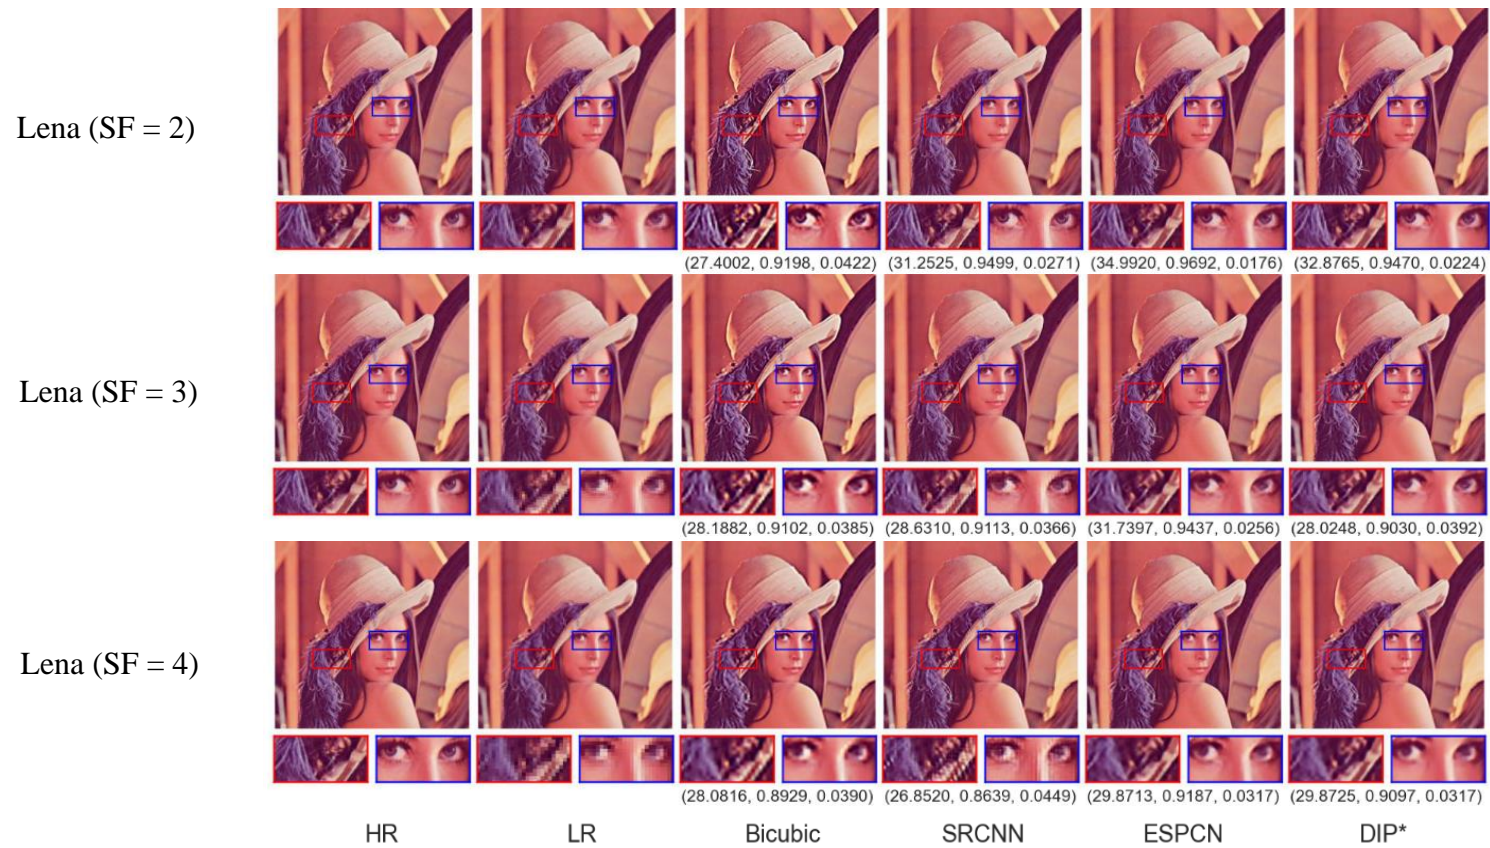 Lena (SF = 2)
(27.4002, 0.9198, 0.0422) (31.2525, 0.9499, 0.0271) (34.9920, 0.9692, 0.0176) (32.8765, 0.9470, 0.0224)
Lena (SF = 3)
(28.1882, 0.9102, 0.0385) (28.6310, 0.9113, 0.0366) (31.7397, 0.9437, 0.0256) (28.0248, 0.9030, 0.0392)
Lena (SF = 4)
(28.0816, 0.8929, 0.0390) (26.8520, 0.8639, 0.0449) (29.8713, 0.9187, 0.0317) (29.8725, 0.9097, 0.0317)
HR LR Bicubic SRCNN ESPCN DIP*